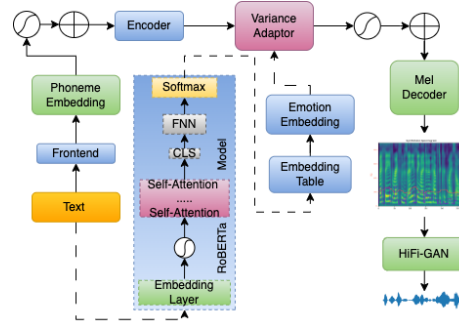 Encoder
Variance
Adaptor
Phoneme
Embedding
Frontend
Text
Softmax
FNN
CLS
Self-Attention
.....
Self-Attention
Embedding
Layer
RoBERTa
Model
Emotion
Embedding
Embedding
Table
Mel
Decoder
HiFi-GAN